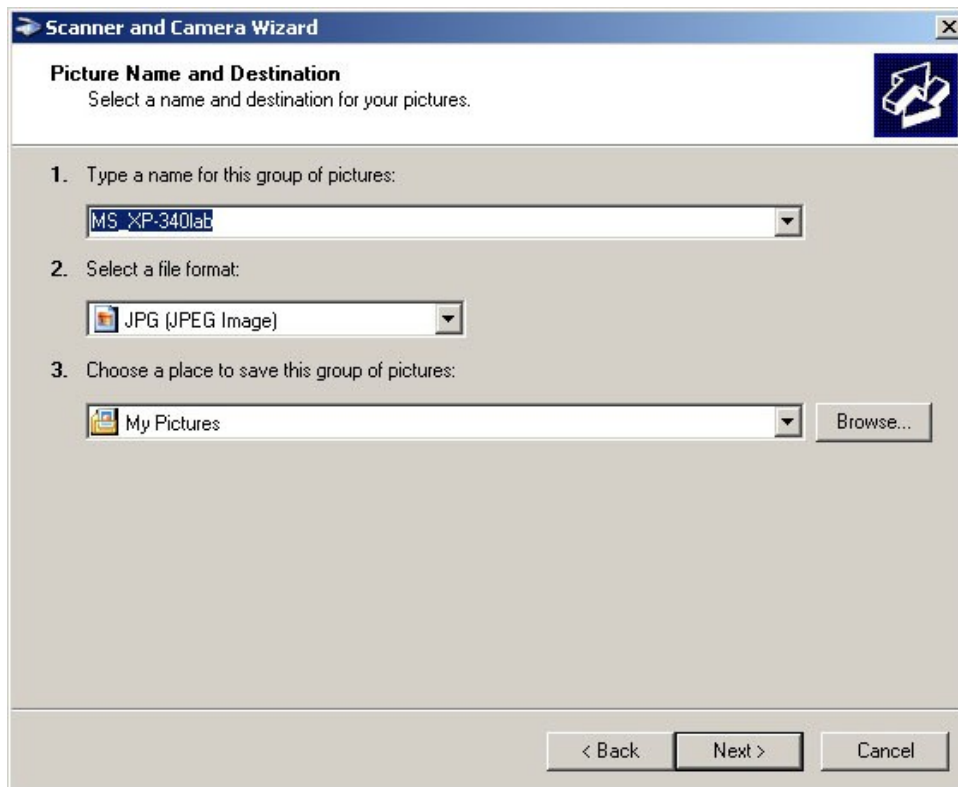 Scanner and Camera Wizard
Picture Name and Destination
Select a name and destination for your pictures.
1. Type a name for this group of pictures:
MS_XP-340lab
2. Select a file format:
JPG (JPEG Image)
3. Choose a place to save this group of pictures:
My Pictures
Browse...
< Back
Next >
Cancel